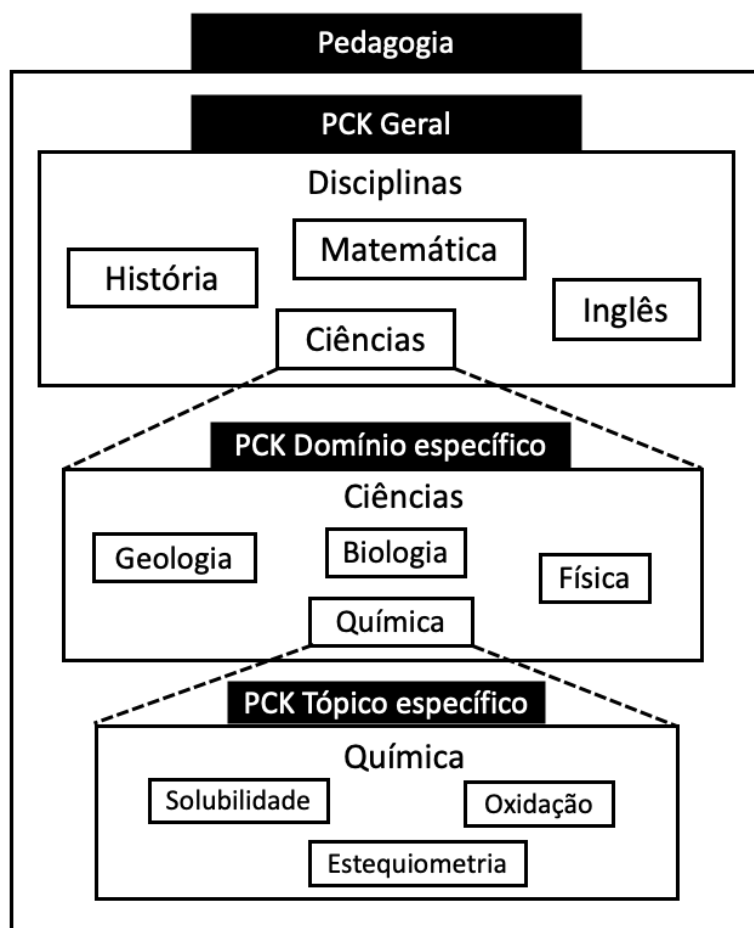 Pedagogia
PCK Geral
Disciplinas
Matemática
História
Inglês
Ciências
PCK Domínio específico
Ciências
Biologia
Geologia
Física
Química
PCK Tópico específico
Química
Solubilidade
Oxidação
Estequiometria